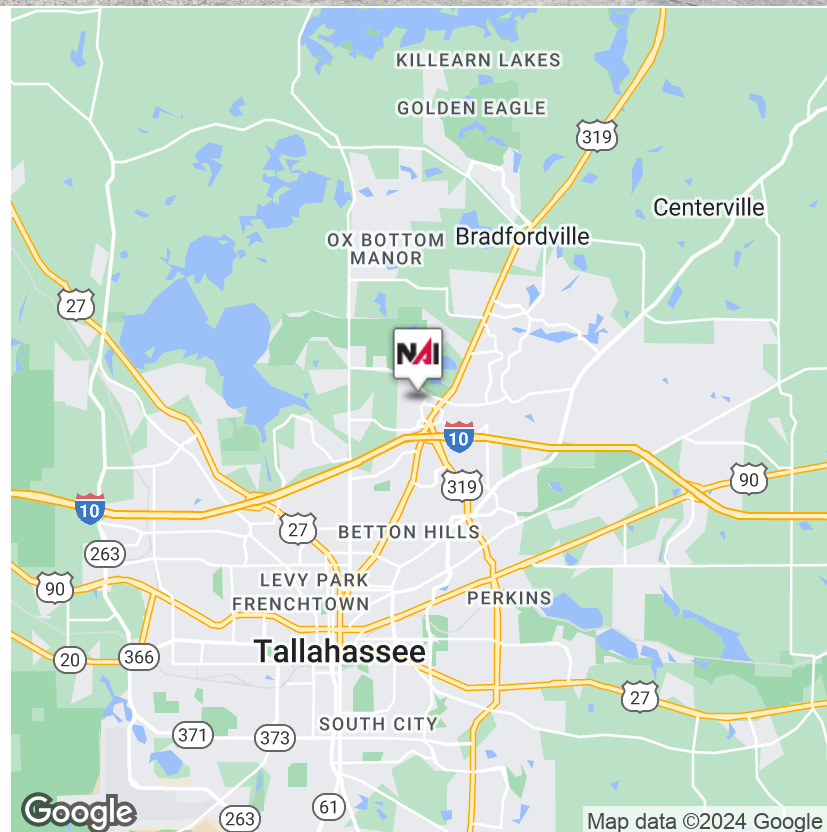 KILLEARN LAKES
GOLDEN EAGLE
319
Centerville
OX BOTTOM
MANOR
Bradfordville
27
NAI
10
319
90
10
27
BETTON HILLS
263
LEVY PARK
90
FRENCHTOWN
PERKINS
Tallahassee
20
366
27
SOUTH CITY
371
373
61
263
Google
Map data ©2024 Google